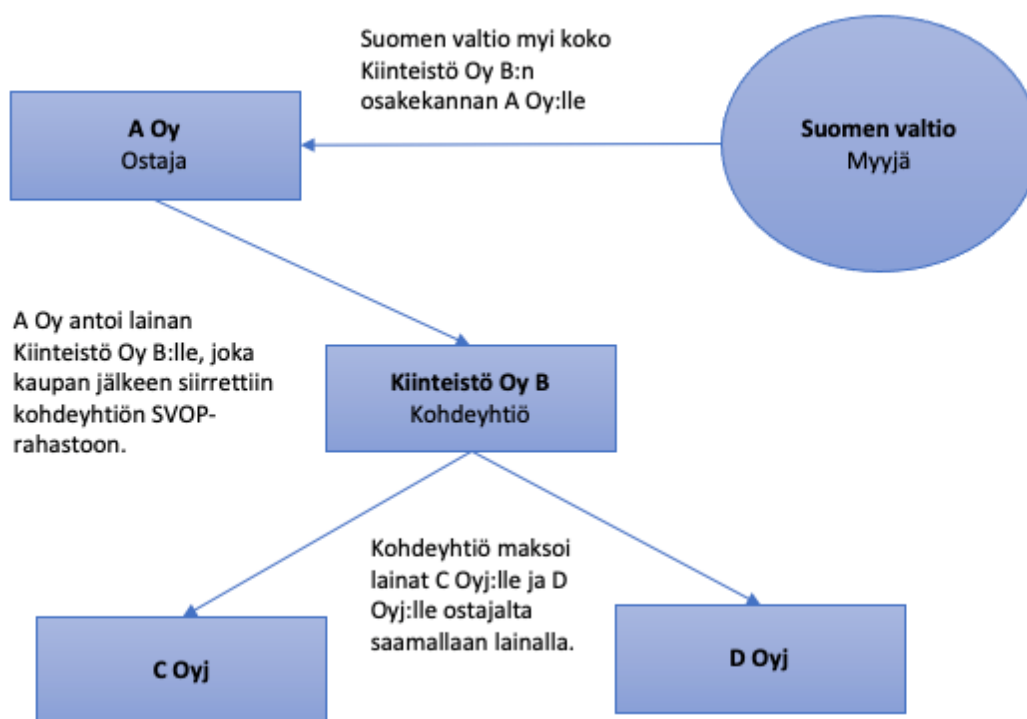 Suomen valtio myi koko
Kiinteistö Oy B:n
osakekannan A Oy:lle
A Oy
Ostaja
Suomen valtio
Myyjä
A Oy antoi lainan
Kiinteistö Oy B:lle, joka
kaupan jälkeen siirrettiin
kohdeyhtiön SVOP-
rahastoon.
Kiinteistö Oy B
Kohdeyhtiö
Kohdeyhtiö maksoi
lainat C Oyj:lle ja D
Oyj:lle ostajalta
saamallaan lainalla.
C Oyj
D Oyj